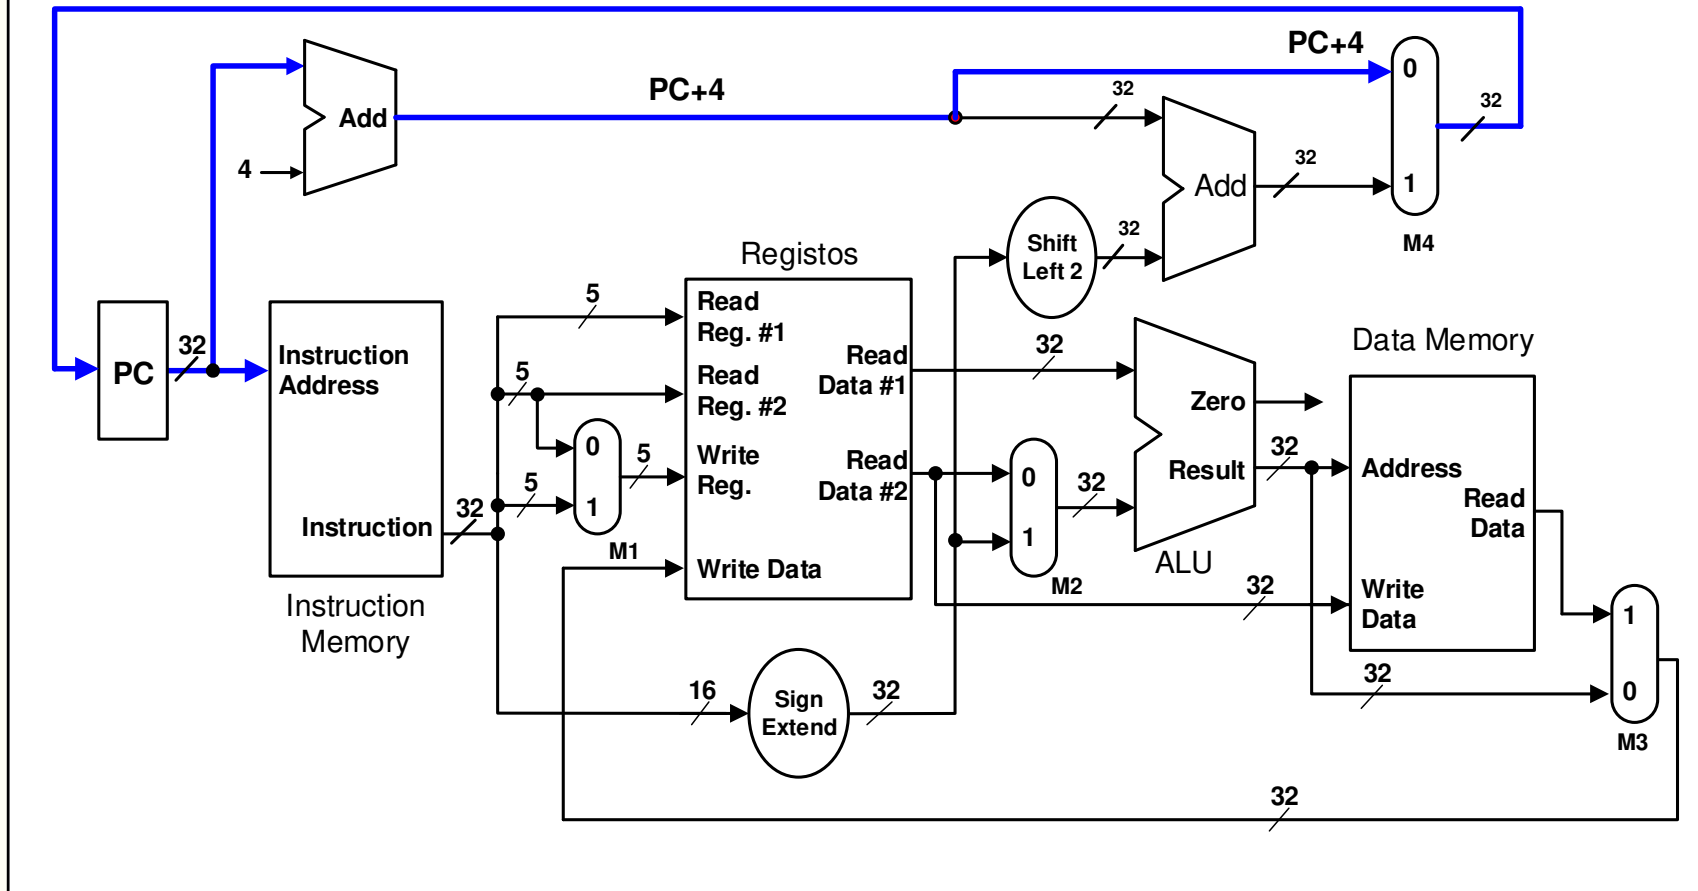 PC+4
PC+4
0
32
32
Add
4
32
Add
1
32
M4
Shift
Left 2
32
Registos
PC
32
Instruction
Address
Instruction
32
Instruction
Memory
5
5
5
0
1
M1
5
Read
Reg. #1
Read
Reg. #2
Write
Reg.
Write Data
Read
Data #1
Read
Data #2
32
0
1
M2
32
Zero
Result
ALU
32
Data Memory
Address
Read
Data
Write
Data
32
32
1
0
M3
16
Sign
Extend
32
32